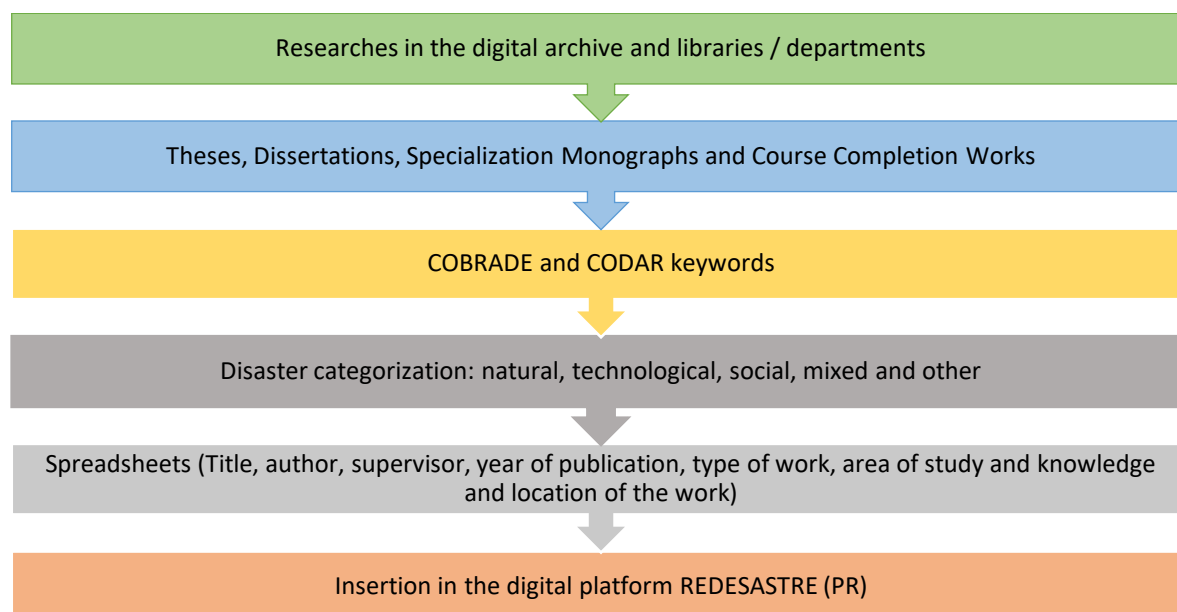 Researches in the digital archive and libraries / departments
Theses, Dissertations, Specialization Monographs and Course Completion Works
COBRADE and CODAR keywords
Disaster categorization: natural, technological, social, mixed and other
Spreadsheets (Title, author, supervisor, year of publication, type of work, area of study and knowledge
and location of the work)
Insertion in the digital platform REDESASTRE (PR)